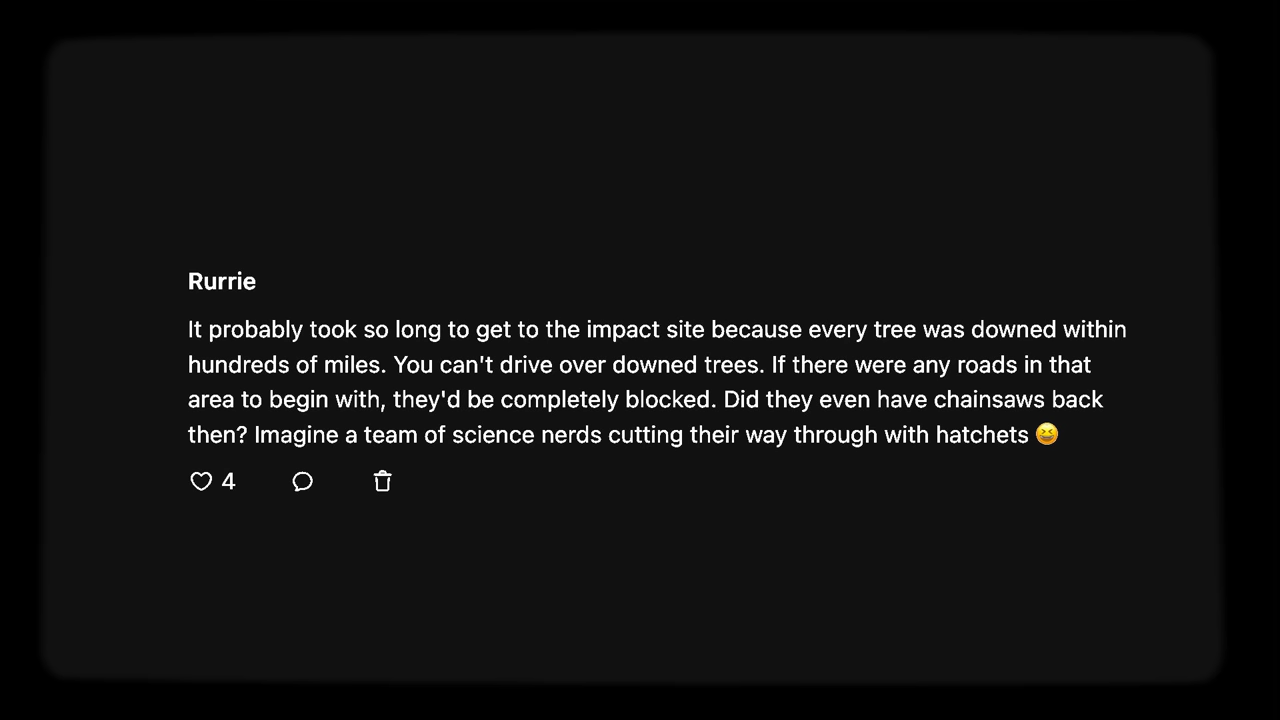 Rurrie
It probably took so long to get to the impact site because every tree was downed within
hundreds of miles. You can't drive over downed trees. If there were any roads in that
area to begin with, they'd be completely blocked. Did they even have chainsaws back
then? Imagine a team of science nerds cutting their way through with hatchets 😆
4